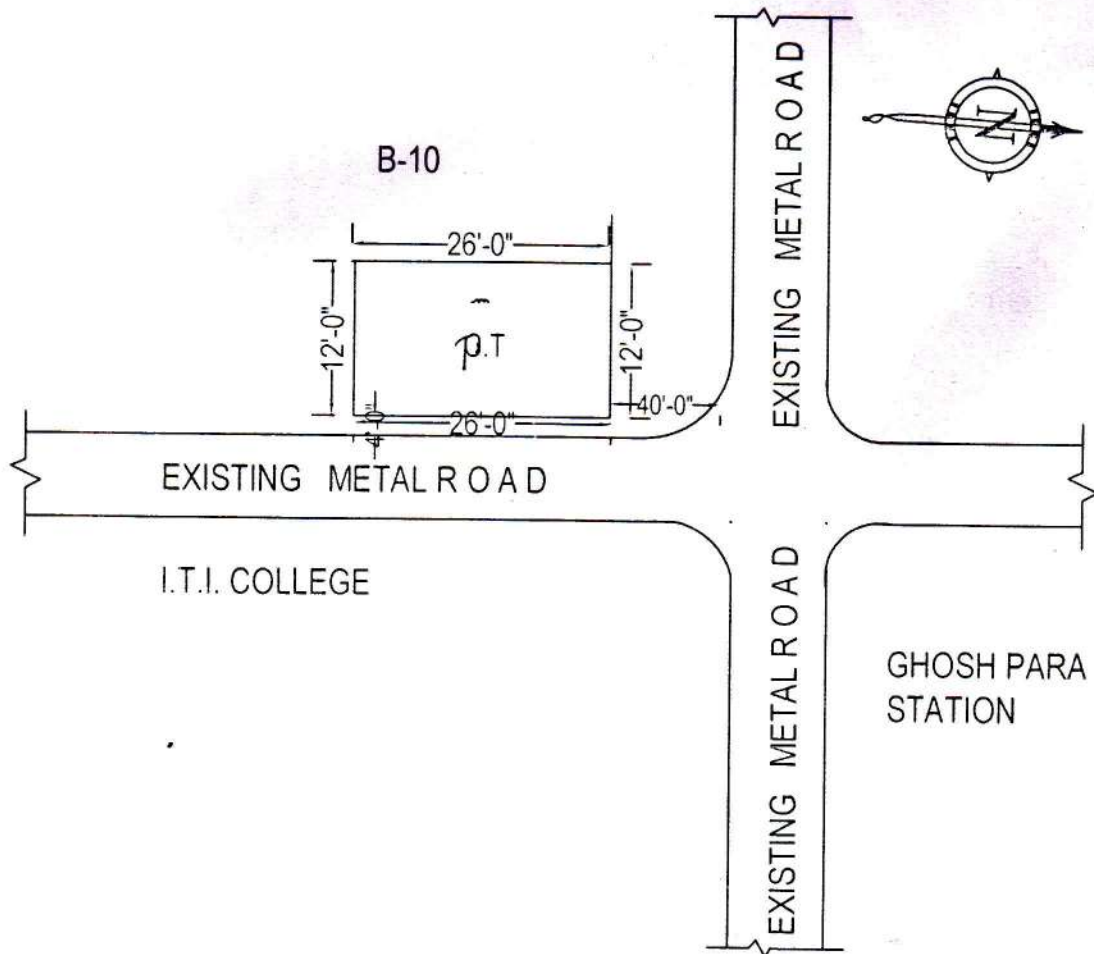 EXISTING METAL ROAD
N
B-10
26'-0"
12'-0"
12'-0"
P.T
40'-0"
26'-0"
EXISTING METAL ROAD
I.T.I. COLLEGE
EXISTING METAL ROAD
GHOSH PARA
STATION